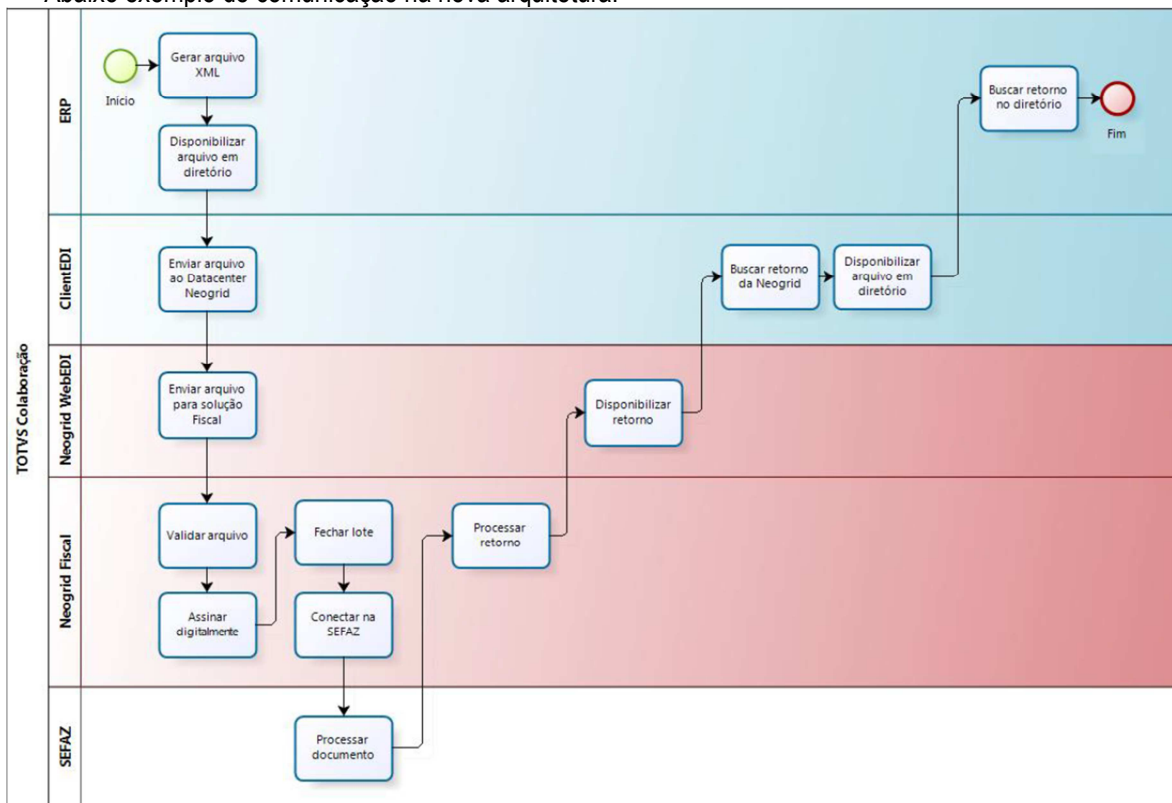 Abaixo exemplo de comunicação na nova arquitetura:
TOTVS Colaboração
ERP
Início
Gerar arquivo
XML
Disponibilizar
arquivo em
diretório
Buscar retorno
no diretório
Fim
ClientEDI
Enviar arquivo
ao Datacenter
Neogrid
Buscar retorno
da Neogrid
Disponibilizar
arquivo em
diretório
Neogrid WebEDI
Enviar arquivo
para solução
Fiscal
Disponibilizar
retorno
Neogrid Fiscal
Validar arquivo
Assinar
digitalmente
Fechar lote
Conectar na
SEFAZ
Processar
retorno
SEFAZ
Processar
documento